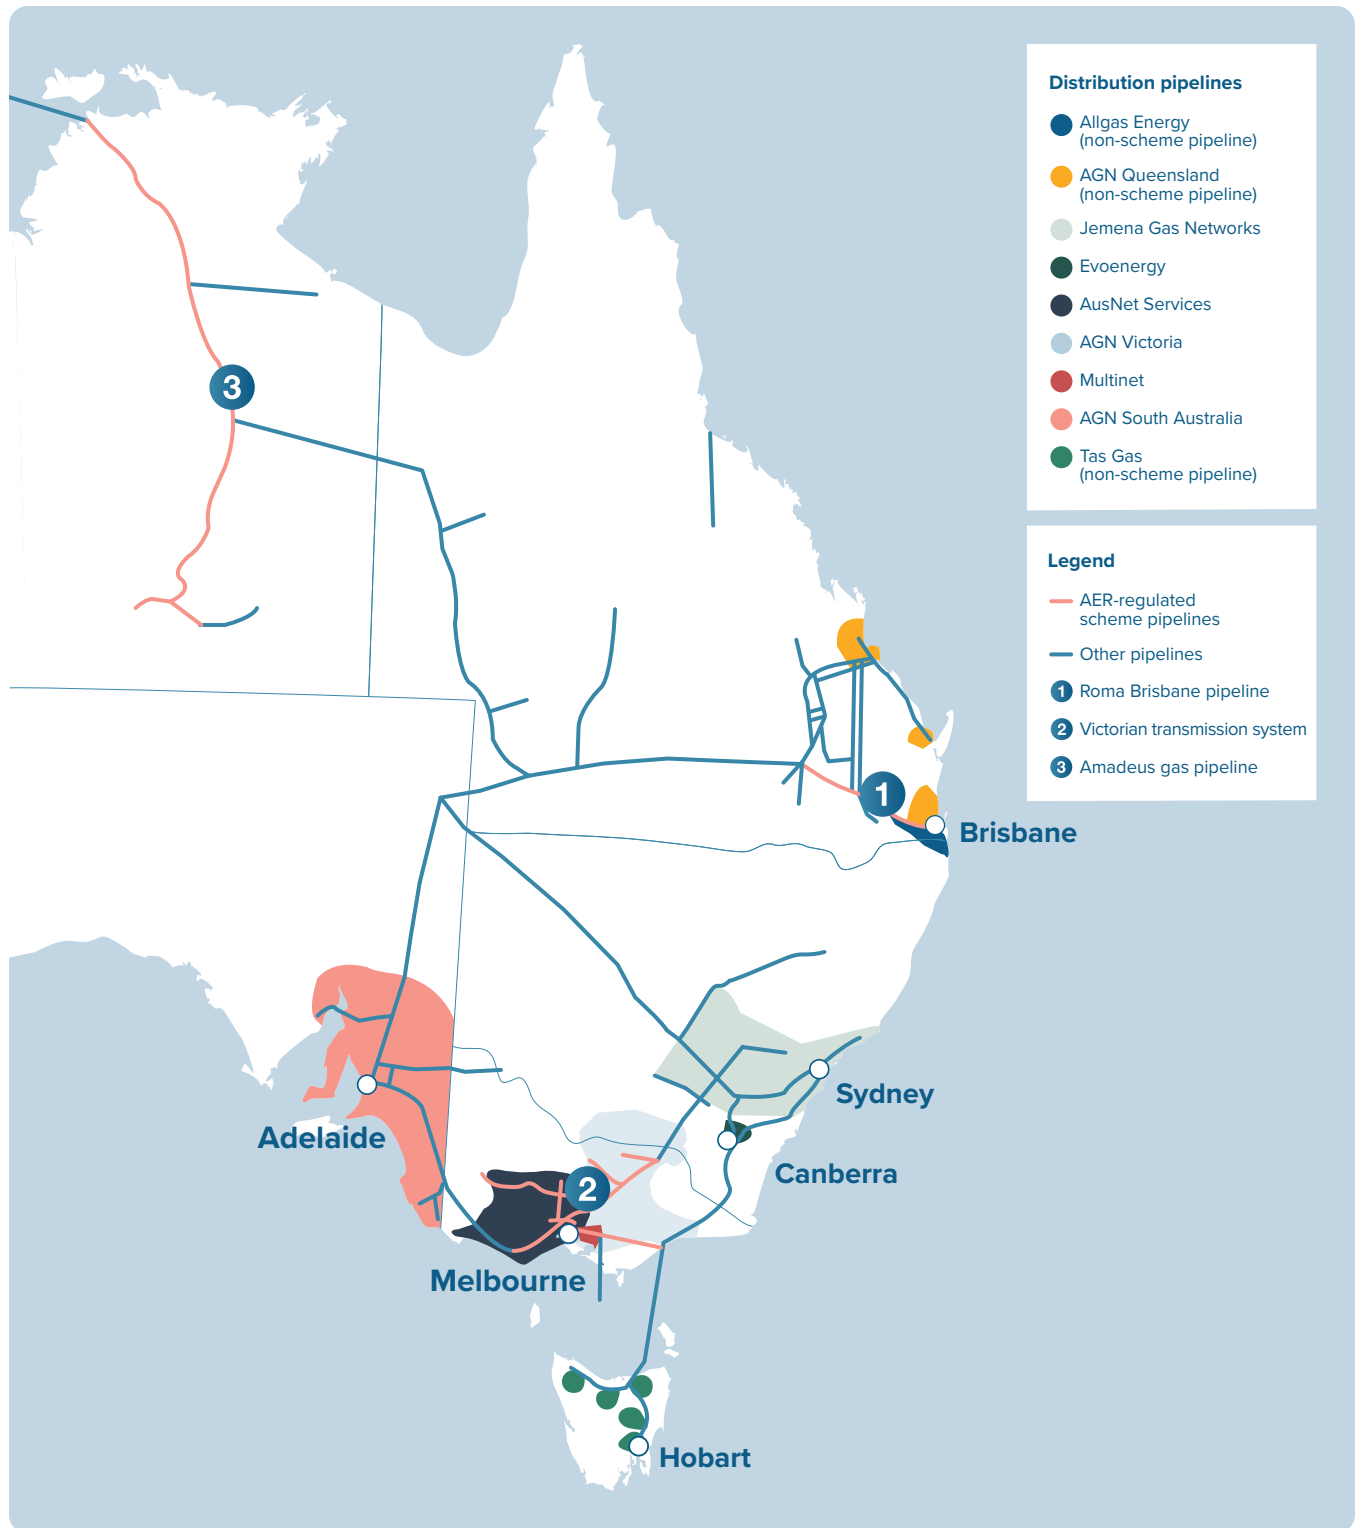 Distribution pipelines
Allgas Energy
(non-scheme pipeline)
AGN Queensland
(non-scheme pipeline)
Jemena Gas Networks
Evoenergy
AusNet Services
AGN Victoria
Multinet
AGN South Australia
Tas Gas
(non-scheme pipeline)
Legend
AER-regulated
scheme pipelines
Other pipelines
1 Roma Brisbane pipeline
2 Victorian transmission system
3 Amadeus gas pipeline
3
1
Brisbane
Sydney
Adelaide
Canberra
2
Melbourne
Hobart